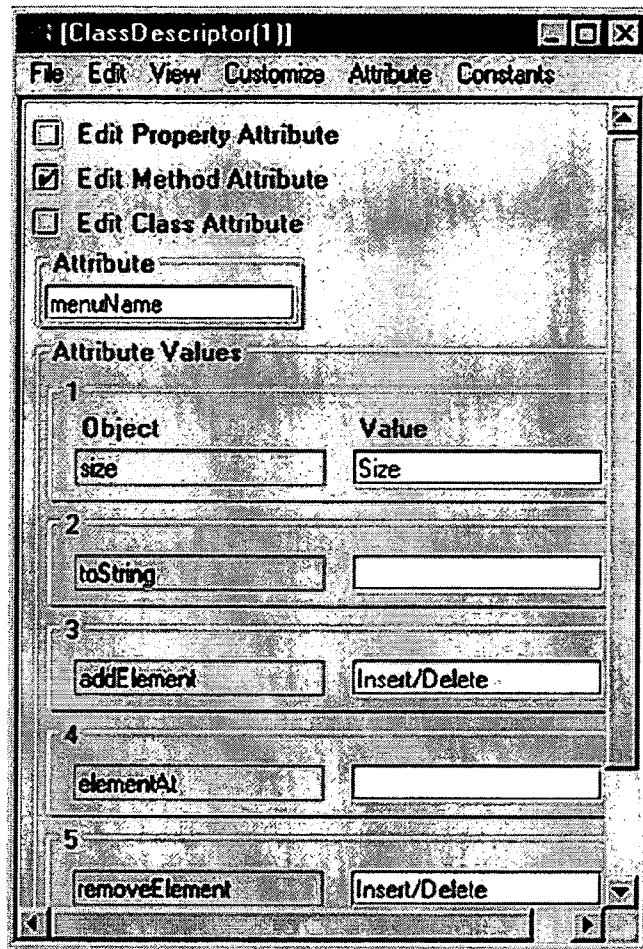 [ClassDescriptor(1)]
File Edit View Customize Attribute Constants
Edit Property Attribute
Edit Method Attribute
Edit Class Attribute
Attribute
menuName
Attribute Values
1
Object Value
size Size
2
toString
3
addElement Insert/Delete
4
elementAt
5
removeElement Insert/Delete